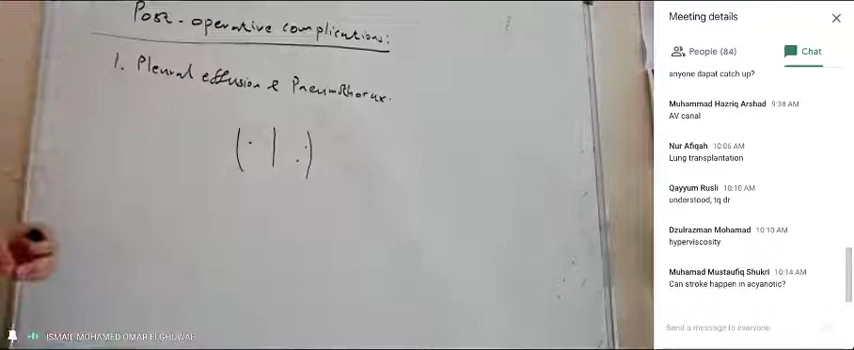 Post-operative complications:
1. Pleural effusion & Pneumothorax.
ISMAIL MOHAMED OMAR ELGHUWAE
Meeting details
People (84)
Chat
anyone dapat catch up?
Muhammad Hazriq Arshad 9:38 AM
AV canal
Nur Afiqah 10:06 AM
Lung transplantation
Qayyum Rusli 10:10 AM
understood, tq dr
Dzulrazman Mohamad 10:10 AM
hyperviscosity
Muhamad Mustaufiq Shukri 10:14 AM
Can stroke happen in acyanotic?
Send a message to everyone